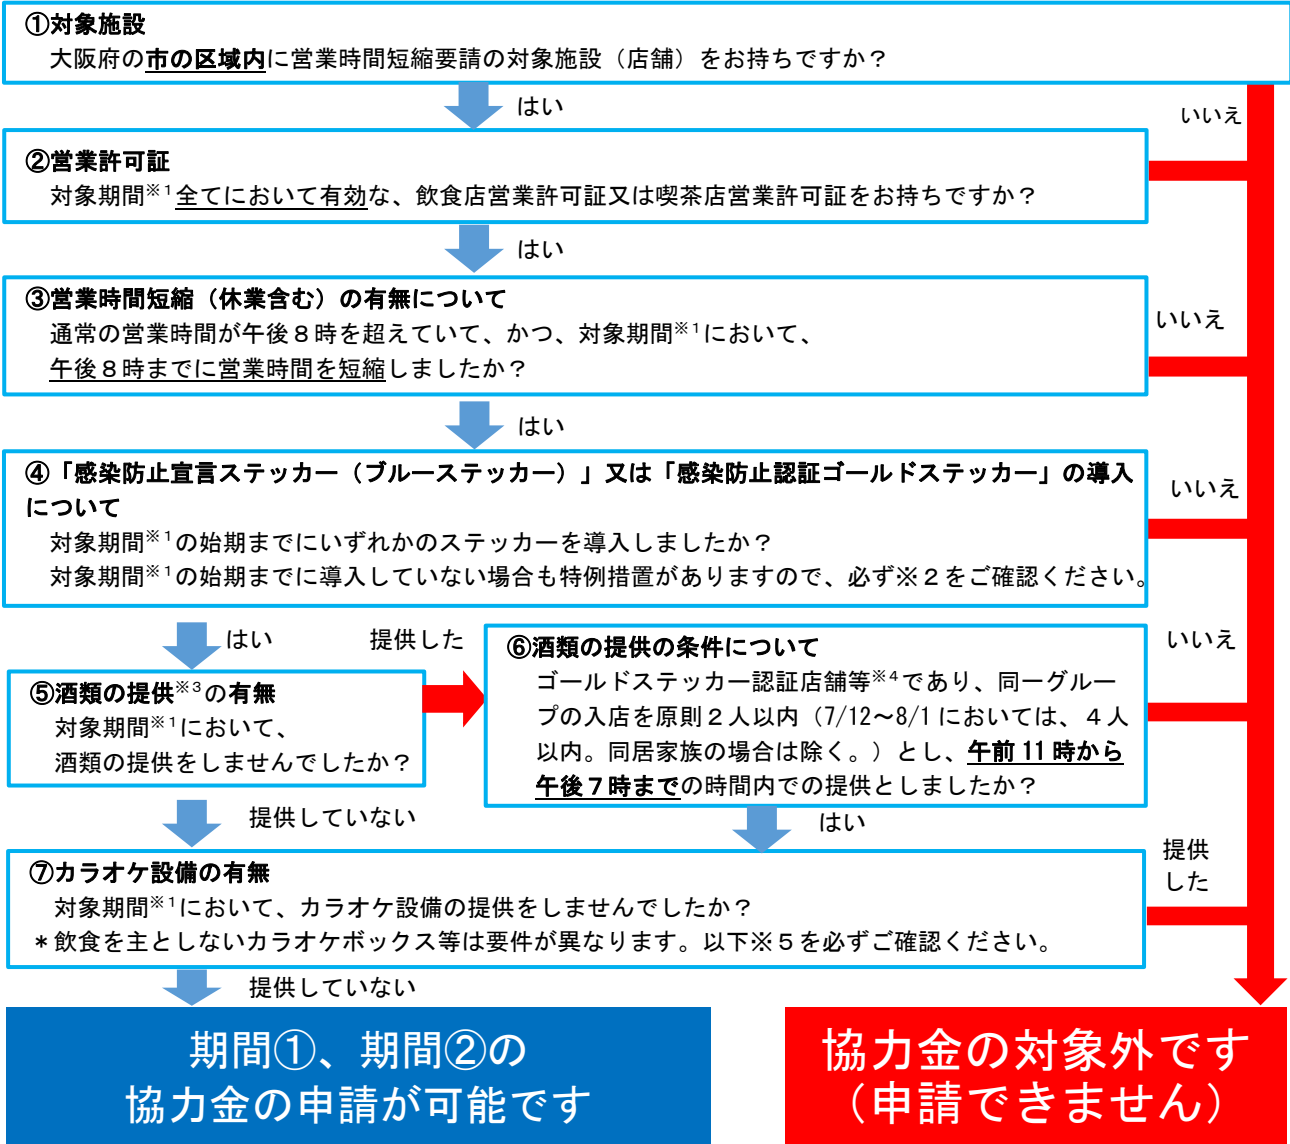 ①対象施設
大阪府の市の区域内に営業時間短縮要請の対象施設（店舗）をお持ちですか？
はい
いいえ
②営業許可証
対象期間※1全てにおいて有効な、飲食店営業許可証又は喫茶店営業許可証をお持ちですか？
はい
③営業時間短縮（休業含む）の有無について
通常の営業時間が午後８時を超えていて、かつ、対象期間※1において、
午後８時までに営業時間を短縮しましたか？
いいえ
はい
④「感染防止宣言ステッカー（ブルーステッカー）」又は「感染防止認証ゴールドステッカー」の導入
について
対象期間※1の始期までにいずれかのステッカーを導入しましたか？
対象期間※1の始期までに導入していない場合も特例措置がありますので、必ず※２をご確認ください。
いいえ
はい
提供した
⑤酒類の提供※3の有無
対象期間※1において、
酒類の提供をしませんでしたか？
⑥酒類の提供の条件について
ゴールドステッカー認証店舗等※4であり、同一グルー
プの入店を原則２人以内（7/12～8/1 においては、４人
以内。同居家族の場合は除く。）とし、午前 11 時から
午後７時までの時間内での提供としましたか？
いいえ
提供していない
はい
⑦カラオケ設備の有無
対象期間※1において、カラオケ設備の提供をしませんでしたか？
＊飲食を主としないカラオケボックス等は要件が異なります。以下※５を必ずご確認ください。
提供
した
提供していない
期間①、期間②の
協力金の申請が可能です
協力金の対象外です
（申請できません）